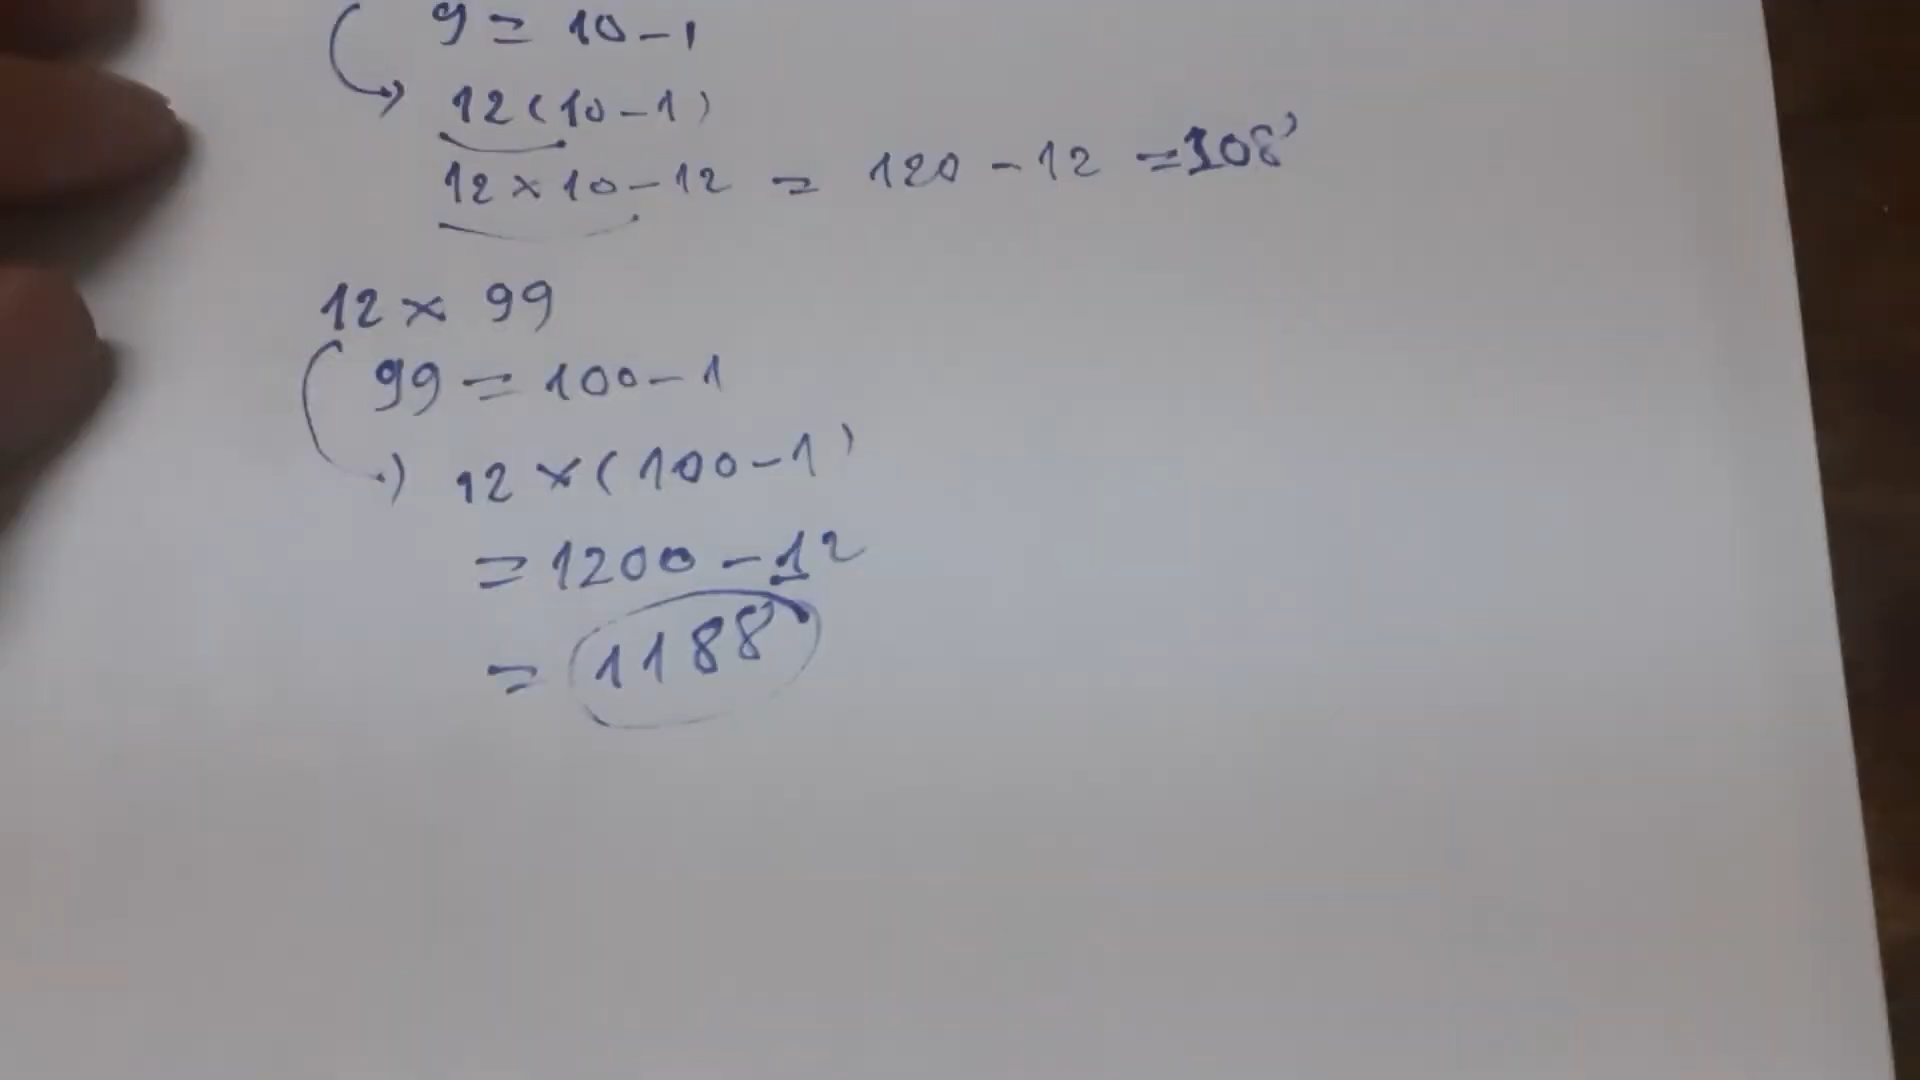 9 = 10 - 1
12 (10 - 1)
12 × 10 - 12 = 120 - 12 = 108
12 × 99
99 = 100 - 1
12 × (100 - 1)
= 1200 - 12
= 1188